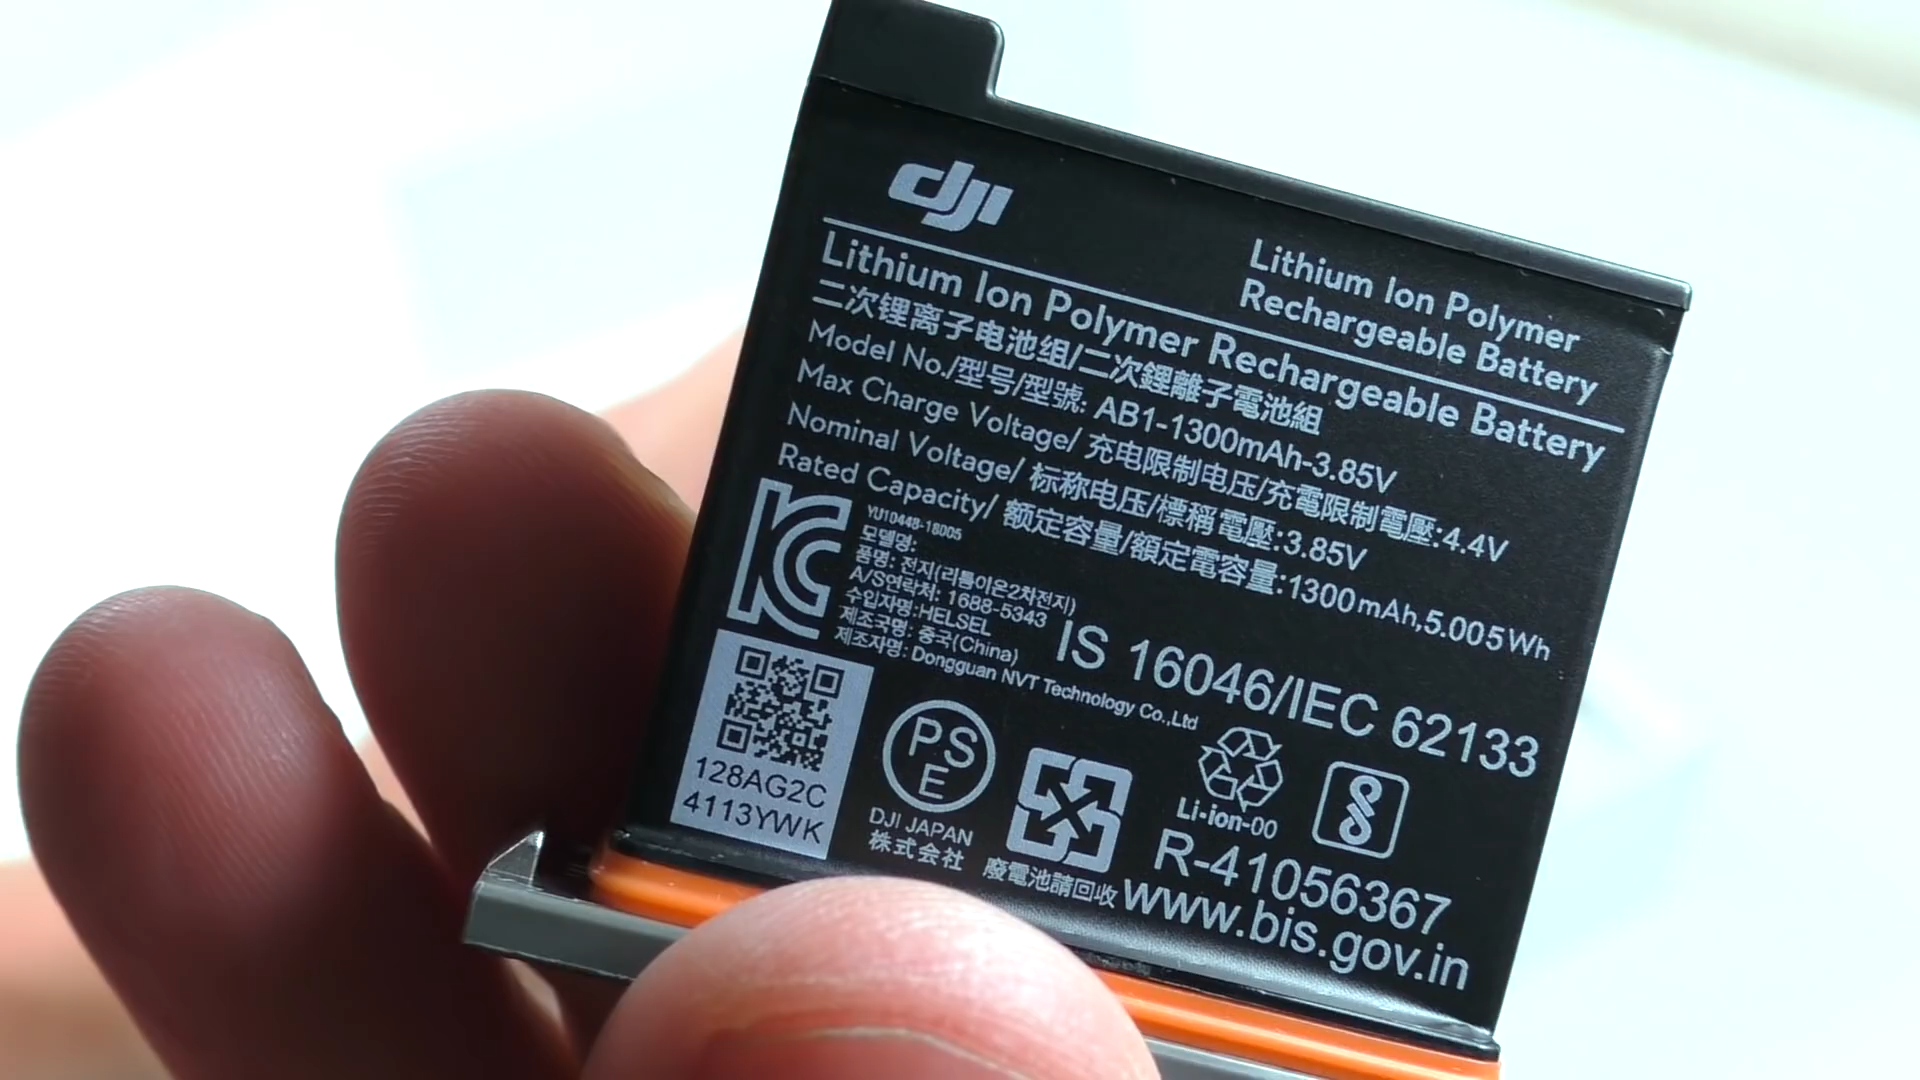 dji
Lithium Ion Polymer
Rechargeable Battery
Lithium Ion Polymer Rechargeable Battery
二次锂离子电池组/二次鋰離子電池組
Model No./型号/型號: AB1-1300mAh-3.85V
Max Charge Voltage/ 充电限制电压/充電限制電壓:4.4V
Nominal Voltage/ 标称电压/標稱電壓:3.85V
Rated Capacity/ 额定容量/額定電容量:1300mAh,5.005Wh
YU10448-18005
모델명:
품명: 전지(리튬이온2차전지)
A/S연락처: 1688-5343
수입자명:HELSEL
제조국명: 중국(China)
제조자명: Dongguan NVT Technology Co.,Ltd
IS 16046/IEC 62133
128AG2C
4113YWK
PS
E
DJI JAPAN
株式会社
廢電池請回收
Li-ion-00
R-41056367
www.bis.gov.in